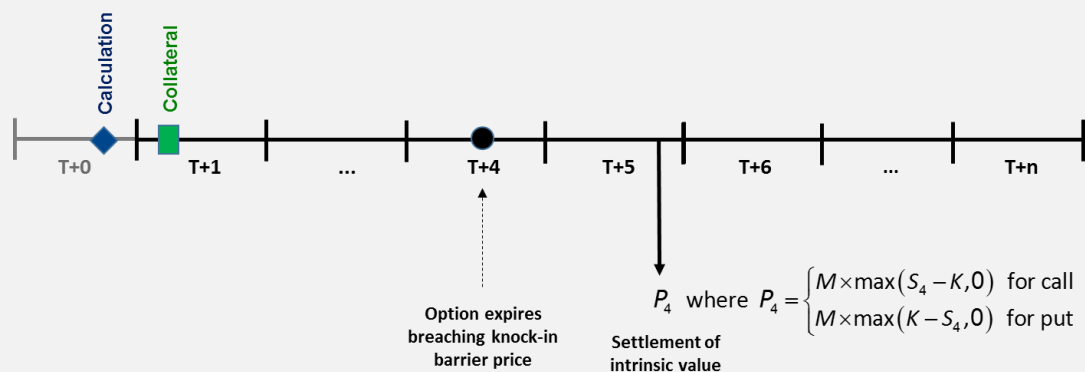 Calculation
Collateral
T+0
T+1
...
T+4
T+5
T+6
...
T+n
Option expires
breaching knock-in
barrier price
P₄ where P₄ = { M×max(S₄−K,0) for call
M×max(K−S₄,0) for put
Settlement of
intrinsic value